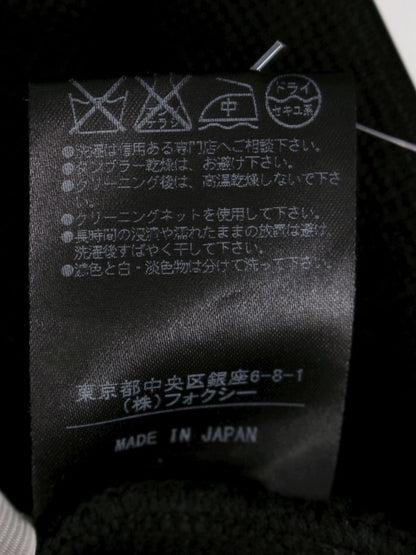 エンソ サラシ 中 ドライ セキユ系
●洗濯は信用ある専門店へご相談下さい。
●タンブラー乾燥は、お避け下さい。
●クリーニング後は、高温乾燥しないで下さ
い。
●クリーニングネットを使用して下さい。
●長時間の浸漬や濡れたままの放置は避け、
洗濯後すばやく干して下さい。
●濃色と白・淡色物は分けて洗って下さい。
東京都中央区銀座6-8-1
(株)フォクシー
MADE IN JAPAN